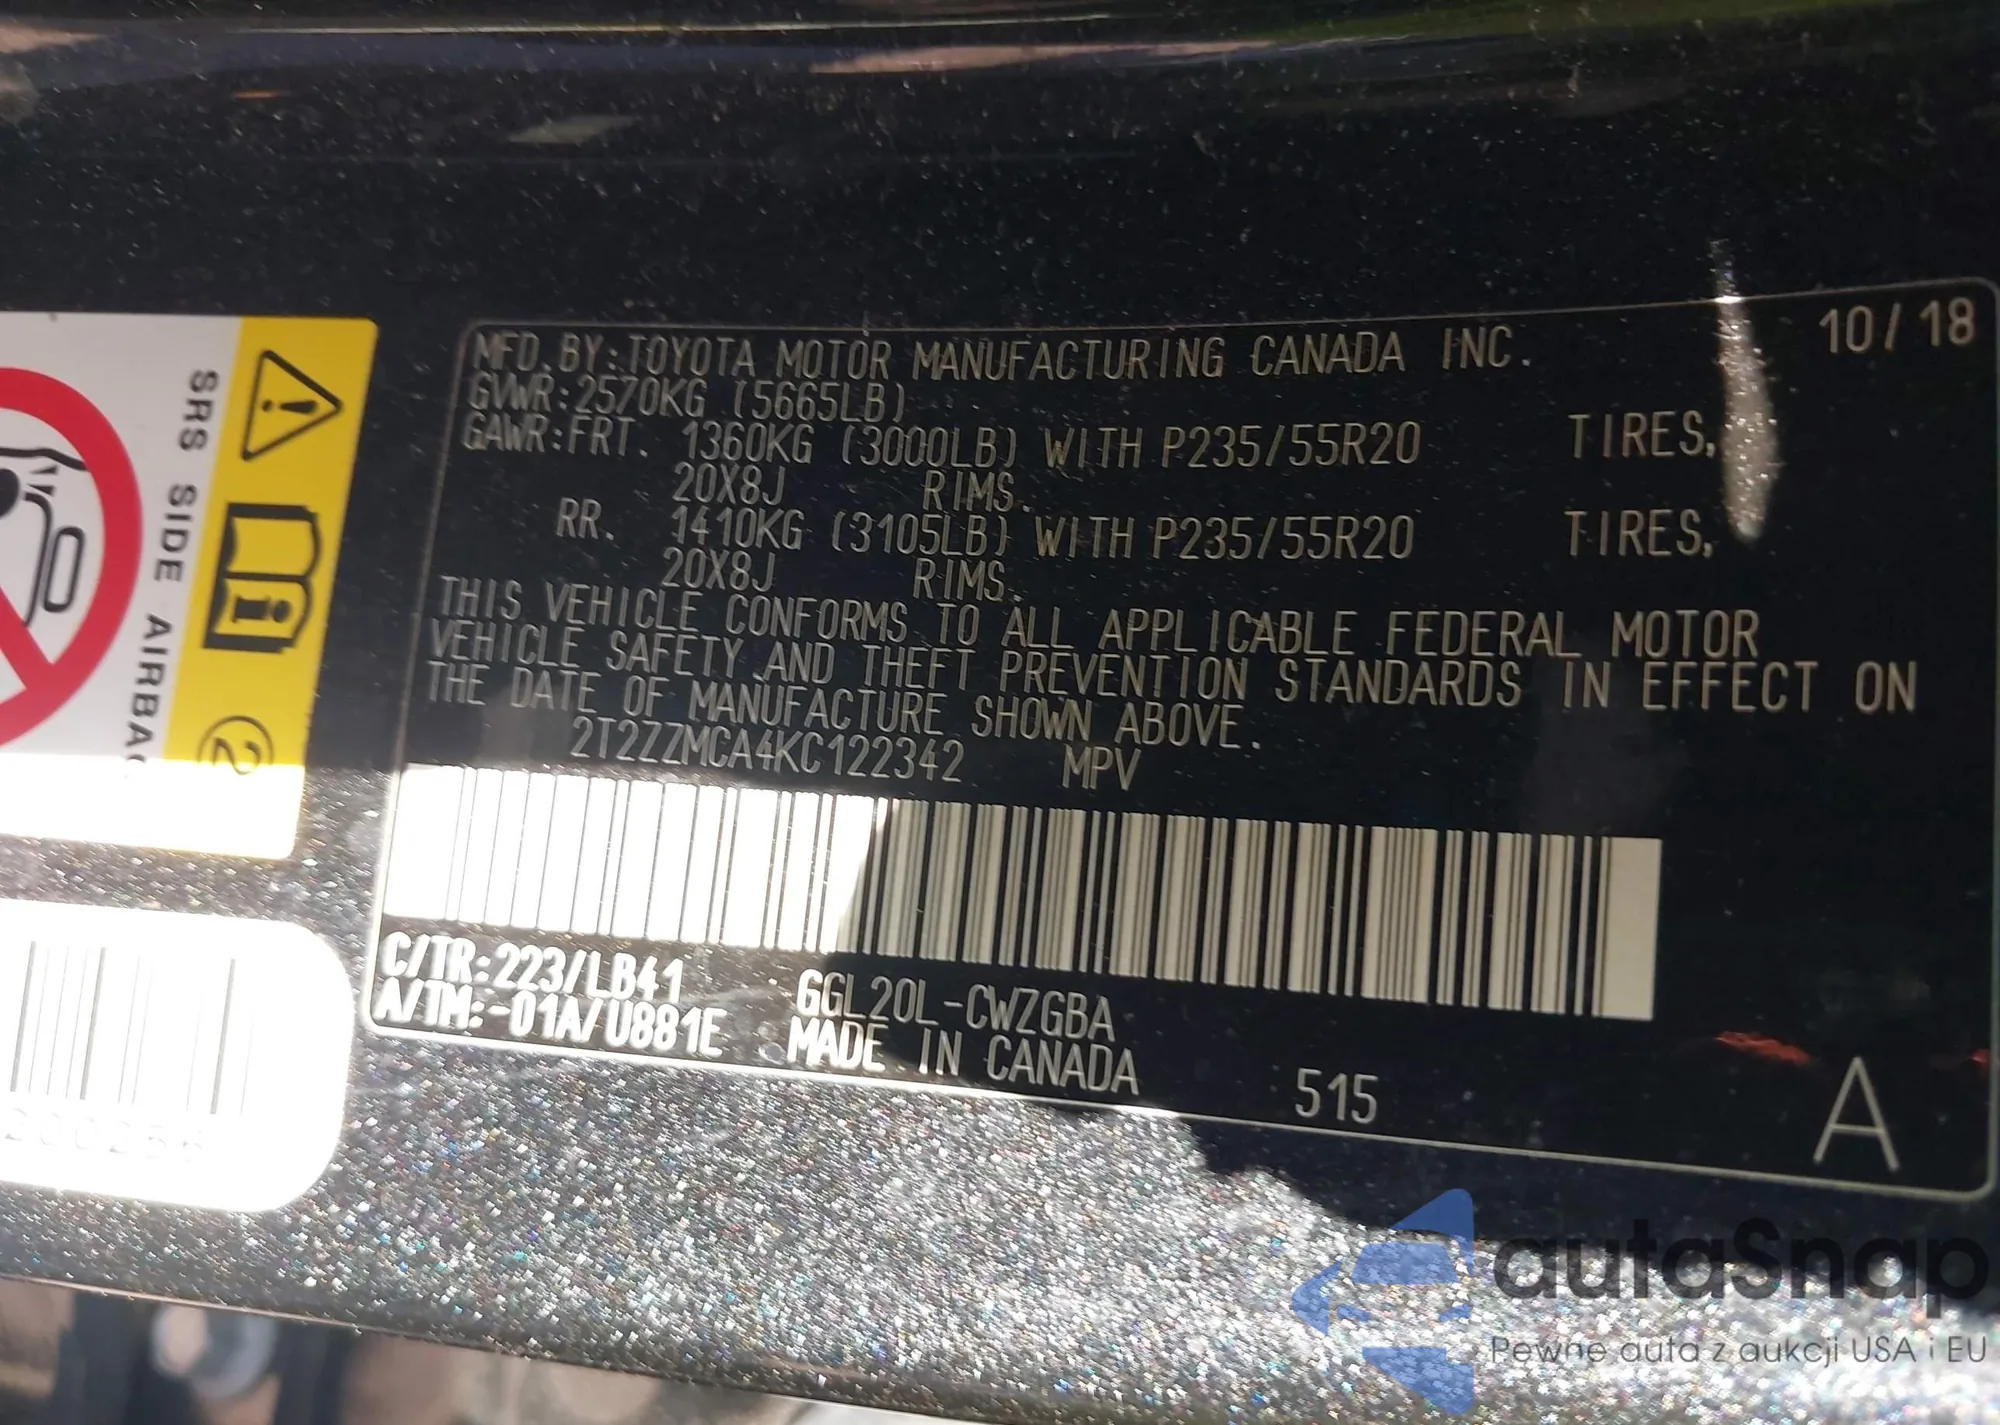 SRS SIDE AIRBAG
2
MFD. BY: TOYOTA MOTOR MANUFACTURING CANADA INC. 10/18
GVWR: 2570KG (5665LB)
GAWR: FRT. 1360KG (3000LB) WITH P235/55R20 TIRES,
20X8J RIMS.
RR. 1410KG (3105LB) WITH P235/55R20 TIRES,
20X8J RIMS.
THIS VEHICLE CONFORMS TO ALL APPLICABLE FEDERAL MOTOR
VEHICLE SAFETY AND THEFT PREVENTION STANDARDS IN EFFECT ON
THE DATE OF MANUFACTURE SHOWN ABOVE.
2T2ZZMCA4KC122342 MPV
C/TR: 223/LB41 GGL20L-CWZGBA
A/TM: -01A/U881E MADE IN CANADA 515 A
autaSnap
Pewne auta z aukcji USA i EU